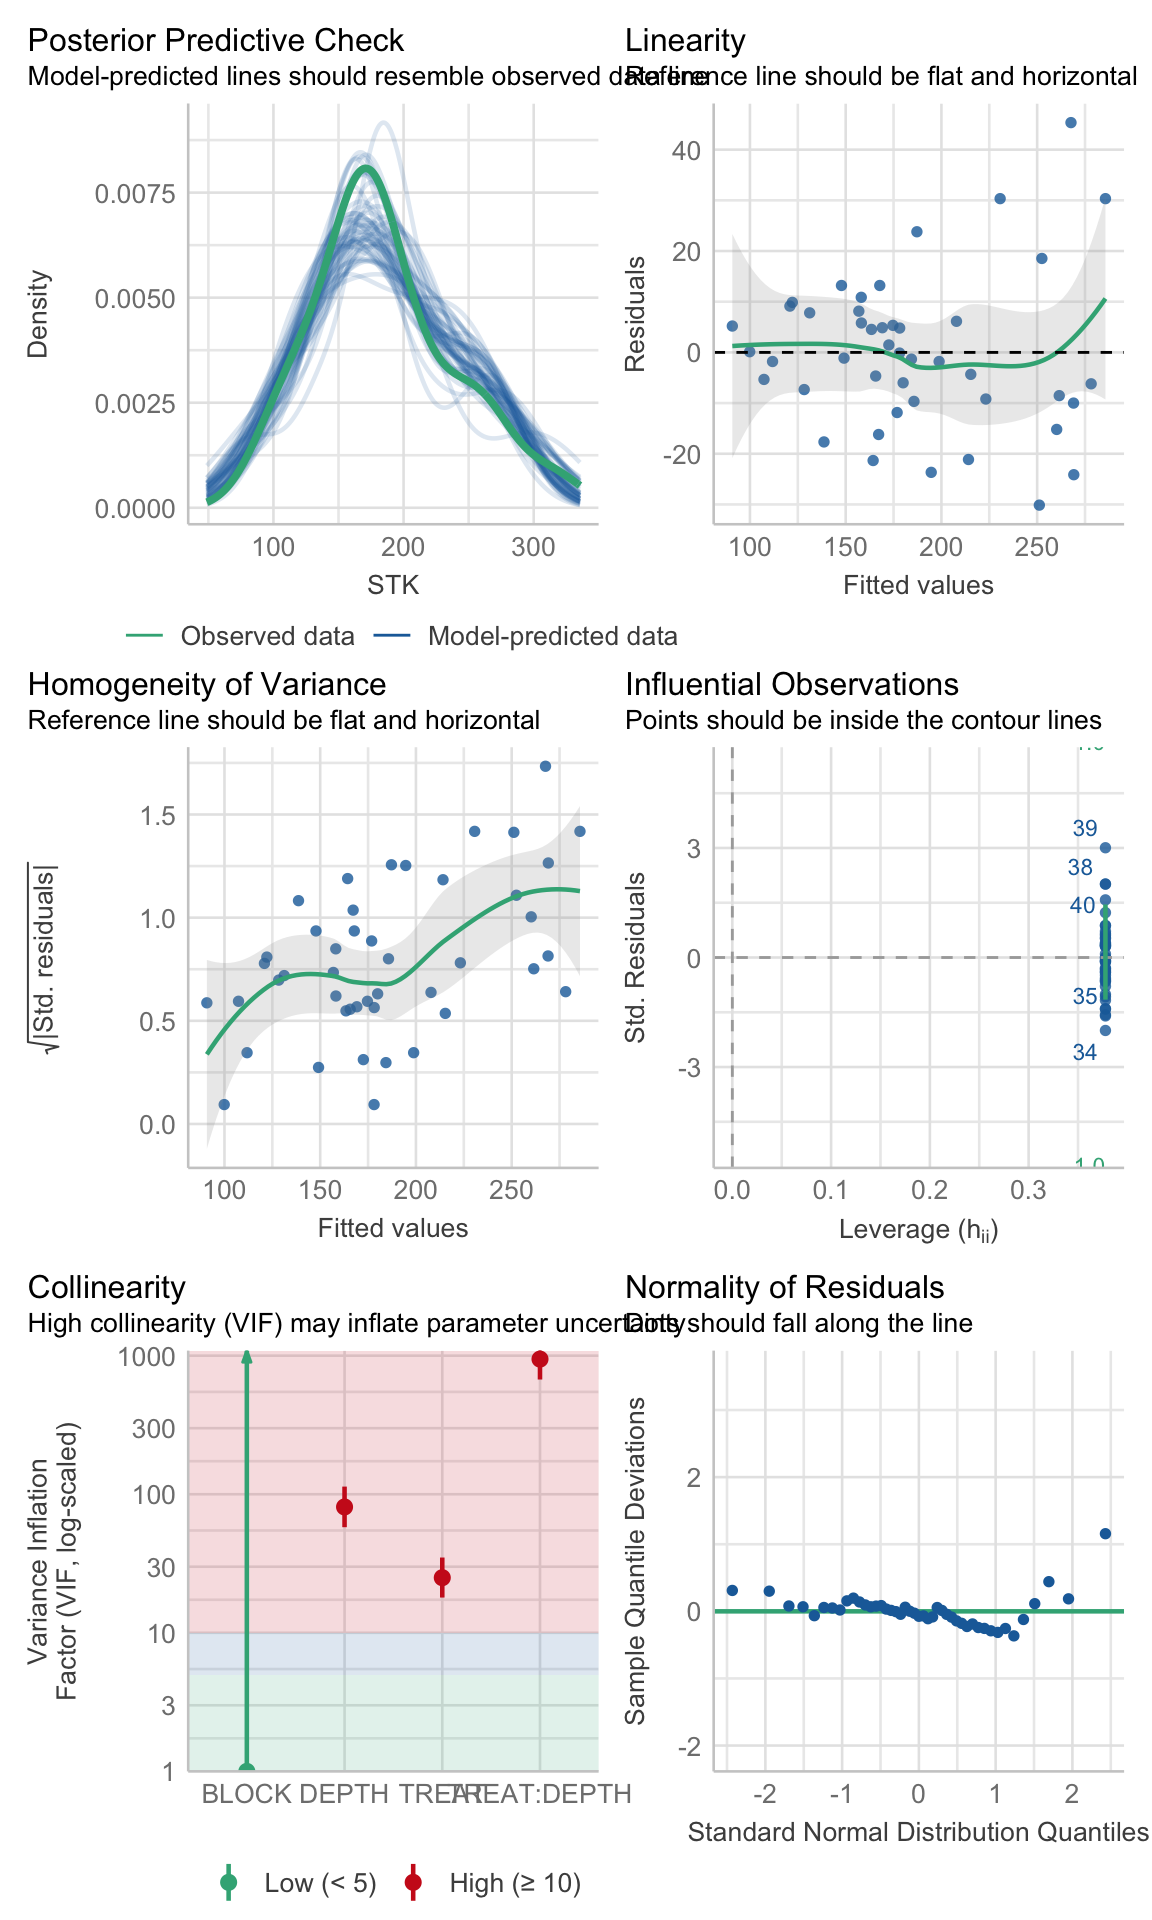 Posterior Predictive Check
Model-predicted lines should resemble observed data line
Density
0.0075
0.0050
0.0025
0.0000
100 200 300
STK
Observed data Model-predicted data
Linearity
Reference line should be flat and horizontal
Residuals
40
20
0
-20
100 150 200 250
Fitted values
Homogeneity of Variance
Reference line should be flat and horizontal
√|Std. residuals|
1.5
1.0
0.5
0.0
100 150 200 250
Fitted values
Influential Observations
Points should be inside the contour lines
Std. Residuals
3
0
-3
39
38
40
35
34
0.0 0.1 0.2 0.3
Leverage (hii)
Collinearity
High collinearity (VIF) may inflate parameter uncertainty
Variance Inflation
Factor (VIF, log-scaled)
1000
300
100
30
10
3
1
BLOCK DEPTH TREAT TREAT:DEPTH
Low (< 5) High (≥ 10)
Normality of Residuals
Dots should fall along the line
Sample Quantile Deviations
2
0
-2
-2 -1 0 1 2
Standard Normal Distribution Quantiles